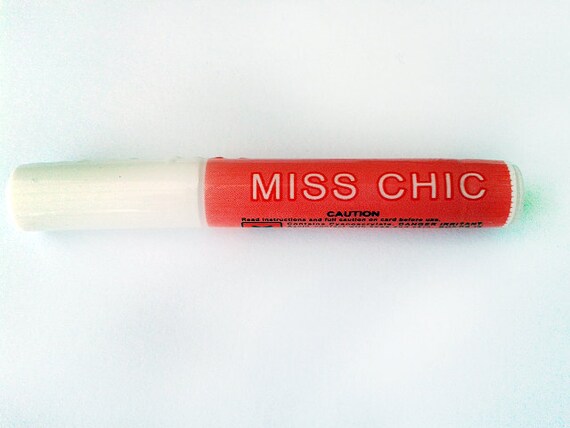 MISS CHIC
CAUTION
Read instructions and full caution on card before use.
Contains Cyanoacrylate, DANGER IRRITANT